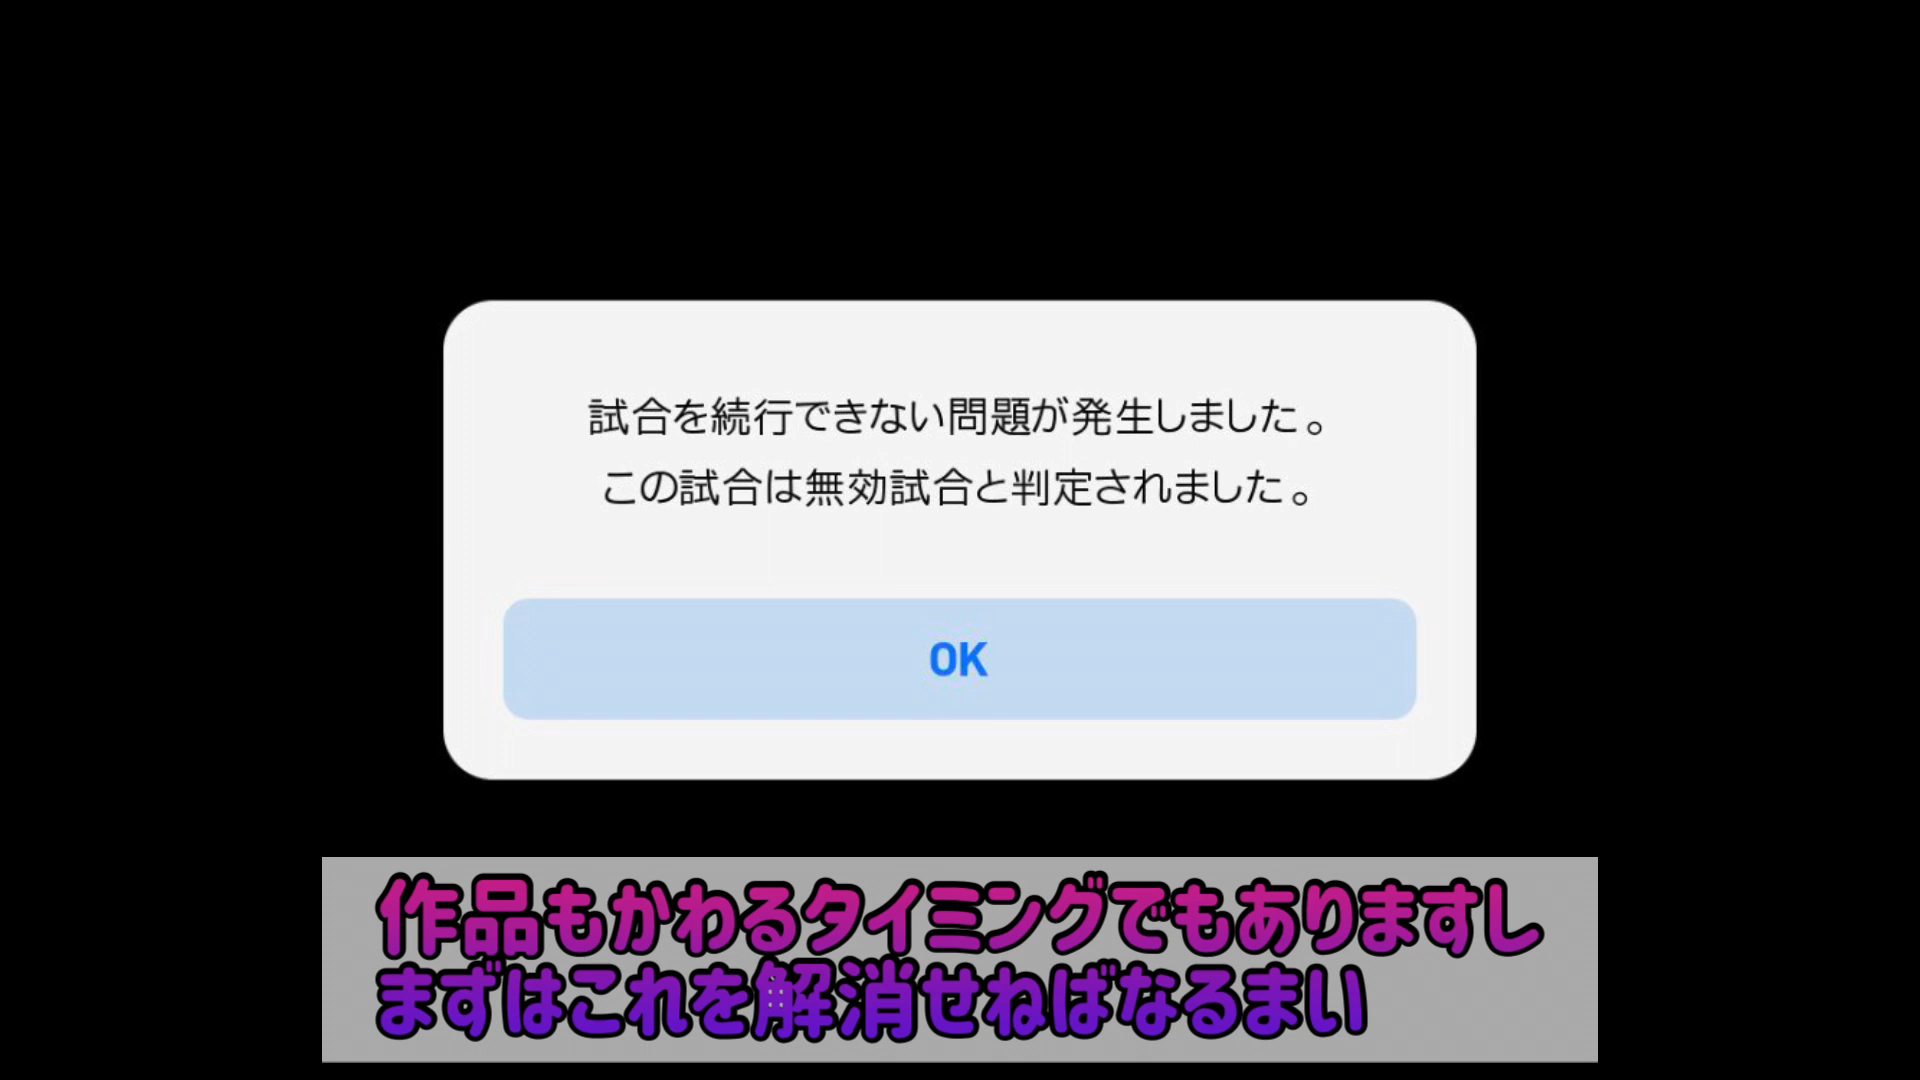 試合を続行できない問題が発生しました。
この試合は無効試合と判定されました。
OK
作品もかわるタイミングでもありますし
まずはこれを解消せねばなるまい